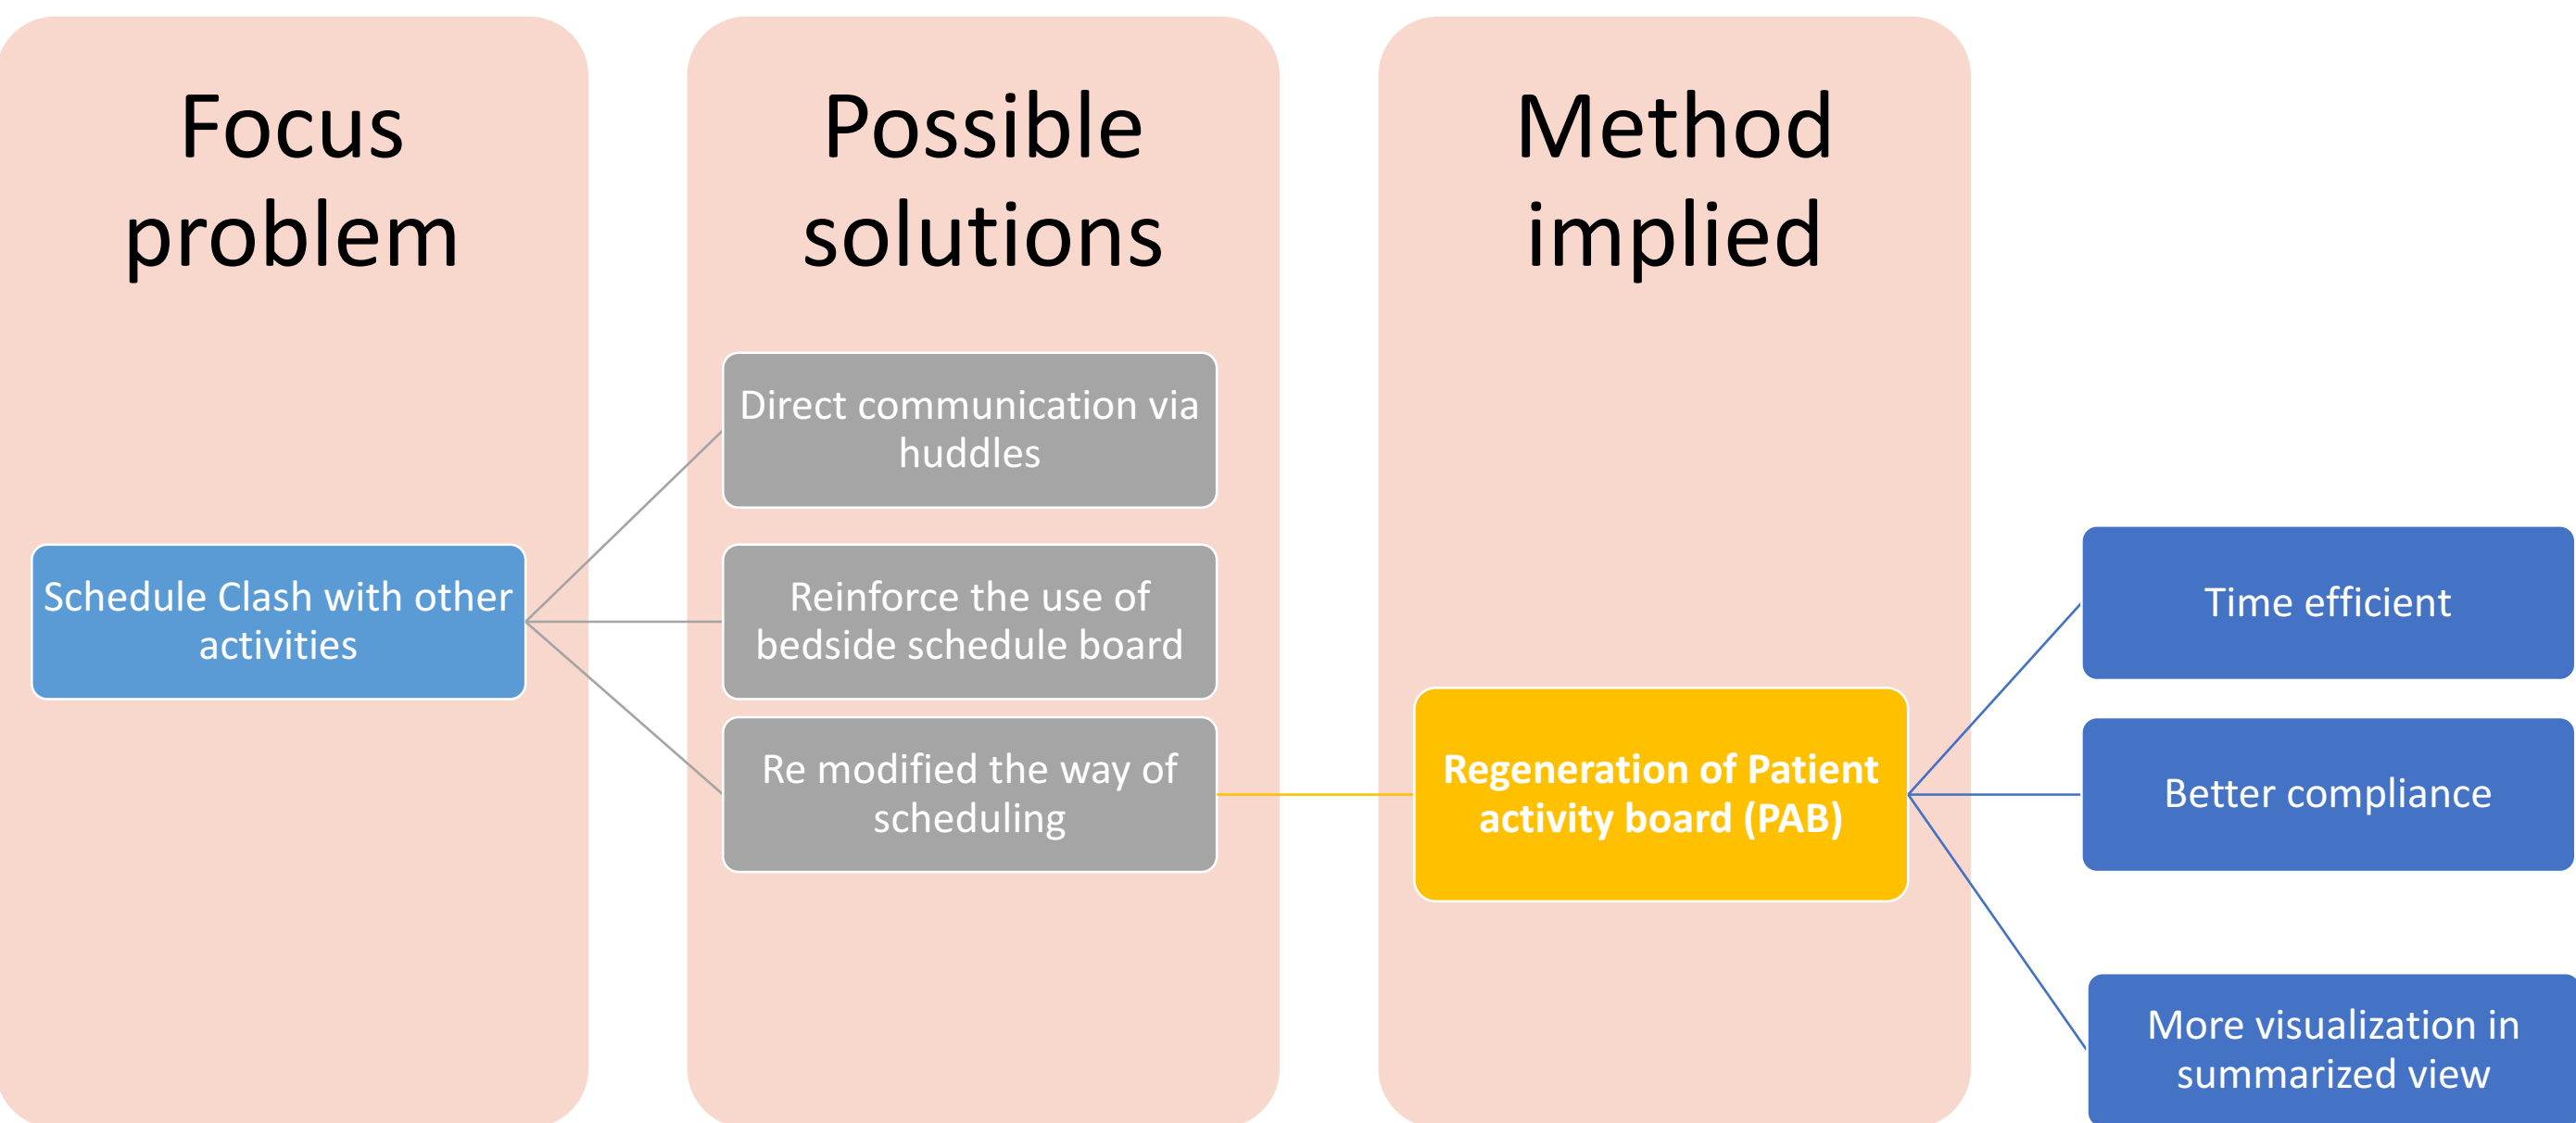 Focus
problem
Possible
solutions
Method
implied
Direct communication via
huddles
Schedule Clash with other
activities
Reinforce the use of
bedside schedule board
Re modified the way of
scheduling
Regeneration of Patient
activity board (PAB)
Time efficient
Better compliance
More visualization in
summarized view